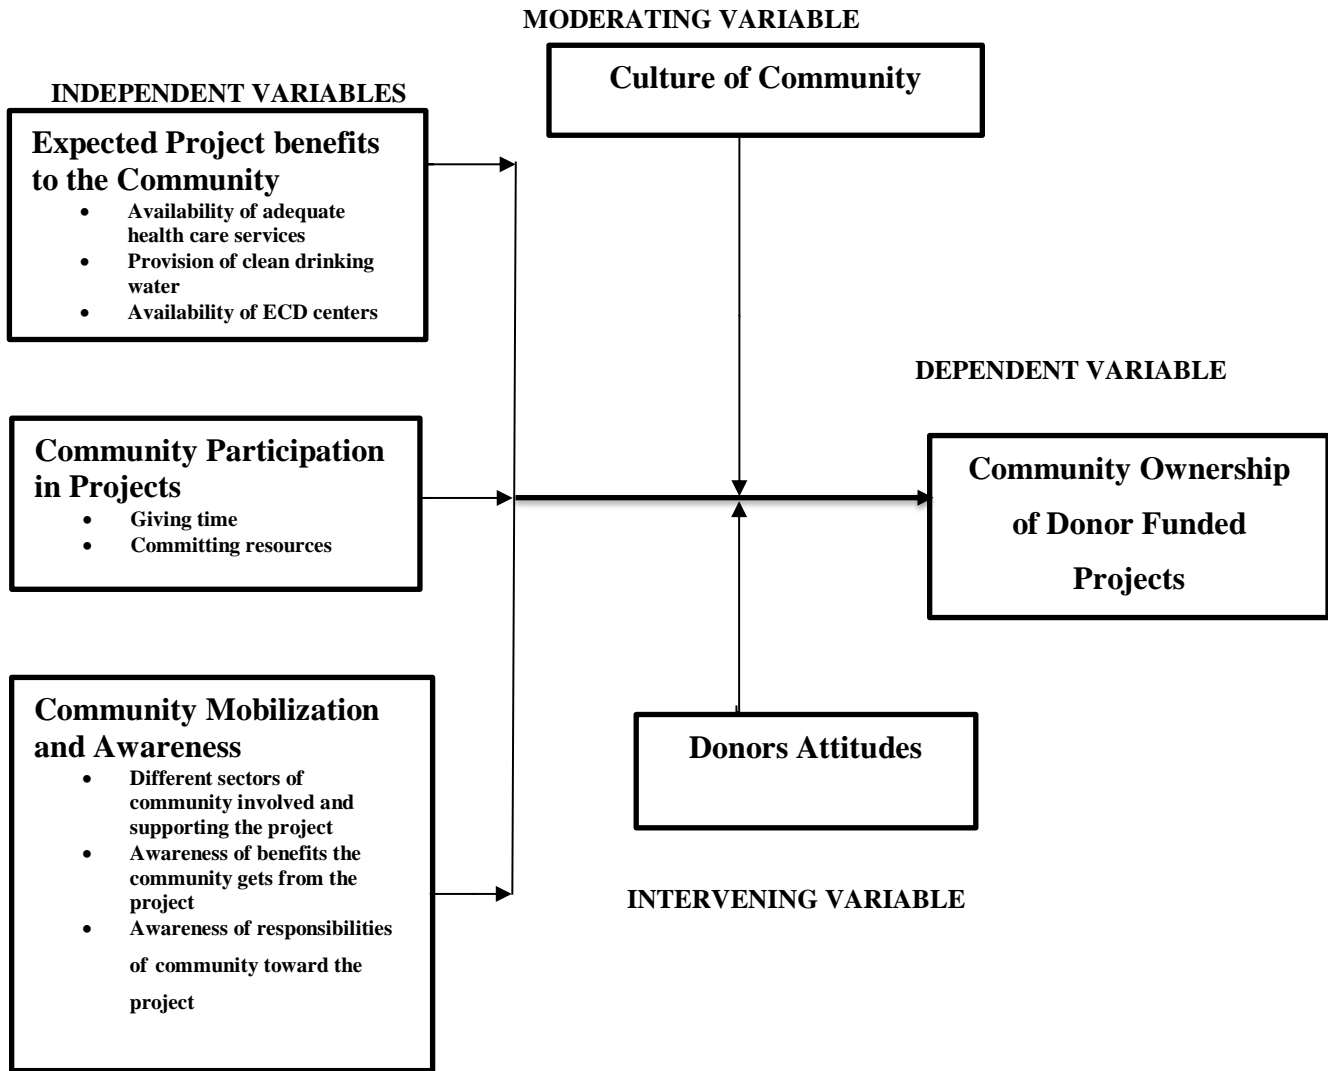 MODERATING VARIABLE
Culture of Community
INDEPENDENT VARIABLES
Expected Project benefits
to the Community
• Availability of adequate
health care services
• Provision of clean drinking
water
• Availability of ECD centers
DEPENDENT VARIABLE
Community Participation
in Projects
• Giving time
• Committing resources
Community Ownership
of Donor Funded
Projects
Community Mobilization
and Awareness
• Different sectors of
community involved and
supporting the project
• Awareness of benefits the
community gets from the
project
• Awareness of responsibilities
of community toward the
project
Donors Attitudes
INTERVENING VARIABLE